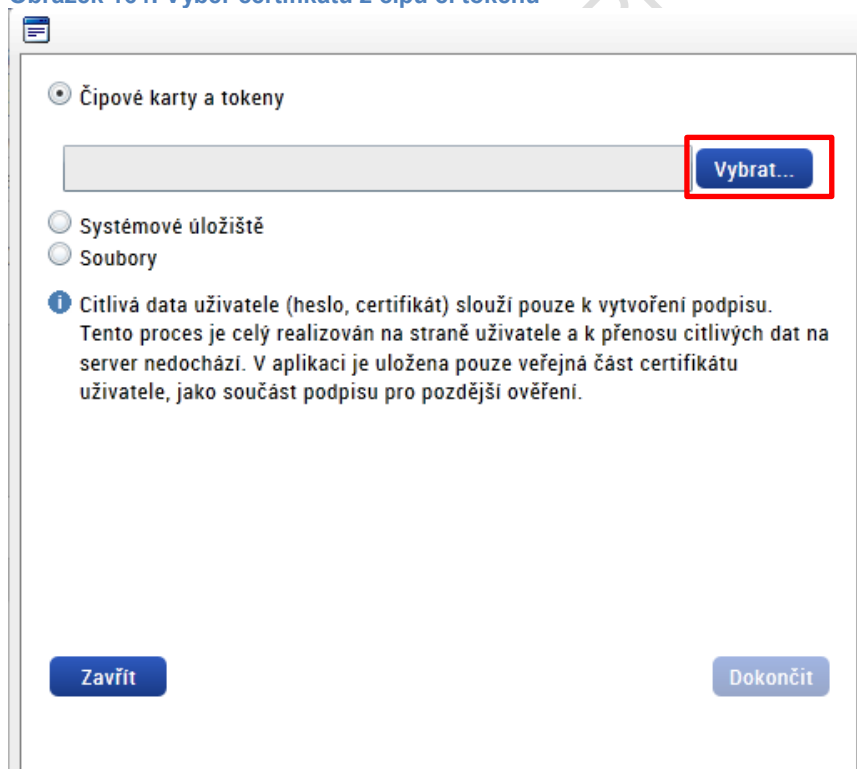 Čipové karty a tokeny
Vybrat...
Systémové úložiště
Soubory
Citlivá data uživatele (heslo, certifikát) slouží pouze k vytvoření podpisu.
Tento proces je celý realizován na straně uživatele a k přenosu citlivých dat na
server nedochází. V aplikaci je uložena pouze veřejná část certifikátu
uživatele, jako součást podpisu pro pozdější ověření.
Zavřít
Dokončit